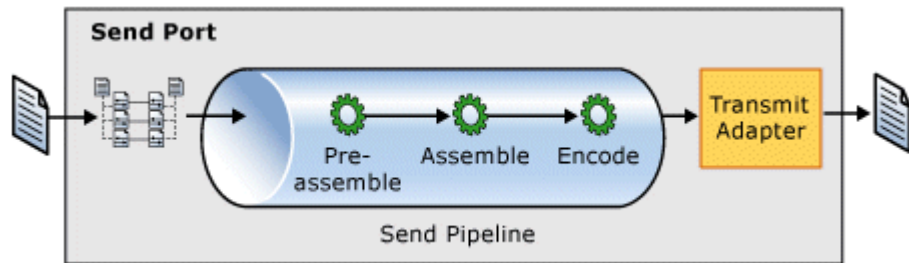 Send Port
Pre-
assemble
Assemble
Encode
Transmit
Adapter
Send Pipeline